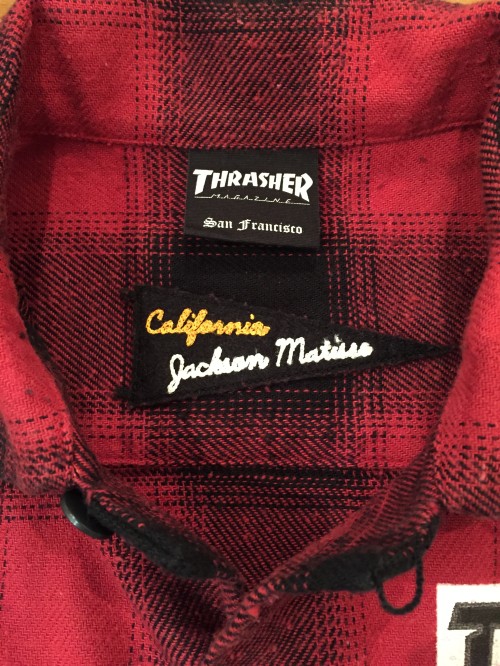 THRASHER
MAGAZINE
San Francisco
California
Jackson Matisse
T